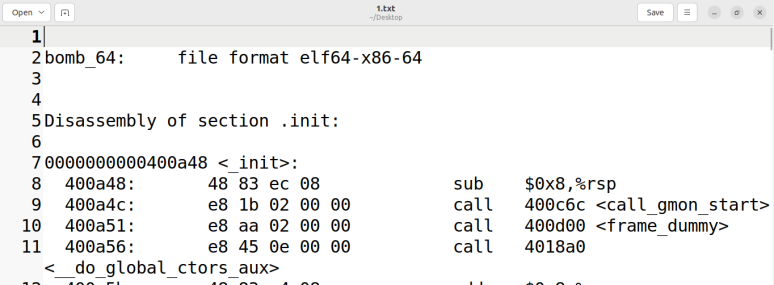 Open
1.txt
~/Desktop
Save
1
2 bomb_64:     file format elf64-x86-64
3
4
5 Disassembly of section .init:
6
7 0000000000400a48 <_init>:
8   400a48:       48 83 ec 08             sub    $0x8,%rsp
9   400a4c:       e8 1b 02 00 00          call   400c6c <call_gmon_start>
10   400a51:       e8 aa 02 00 00          call   400d00 <frame_dummy>
11   400a56:       e8 45 0e 00 00          call   4018a0
<__do_global_ctors_aux>